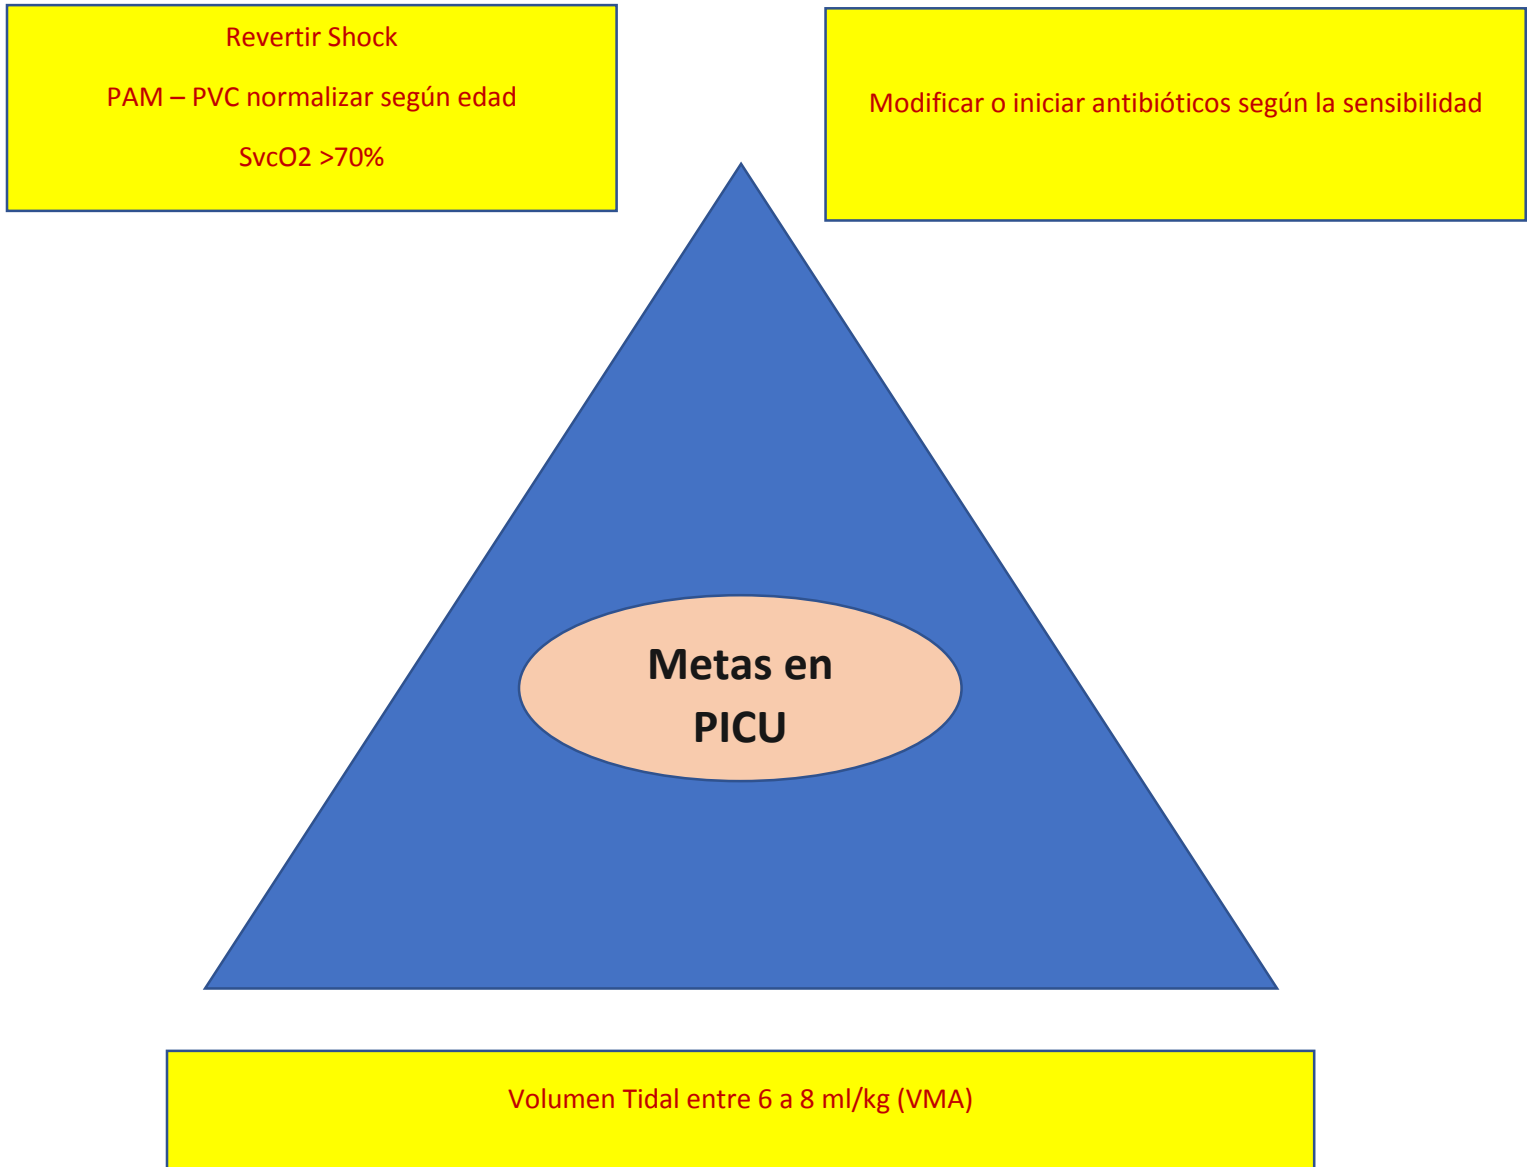 Revertir Shock
PAM – PVC normalizar según edad
SvcO2 >70%
Modificar o iniciar antibióticos según la sensibilidad
Metas en
PICU
Volumen Tidal entre 6 a 8 ml/kg (VMA)